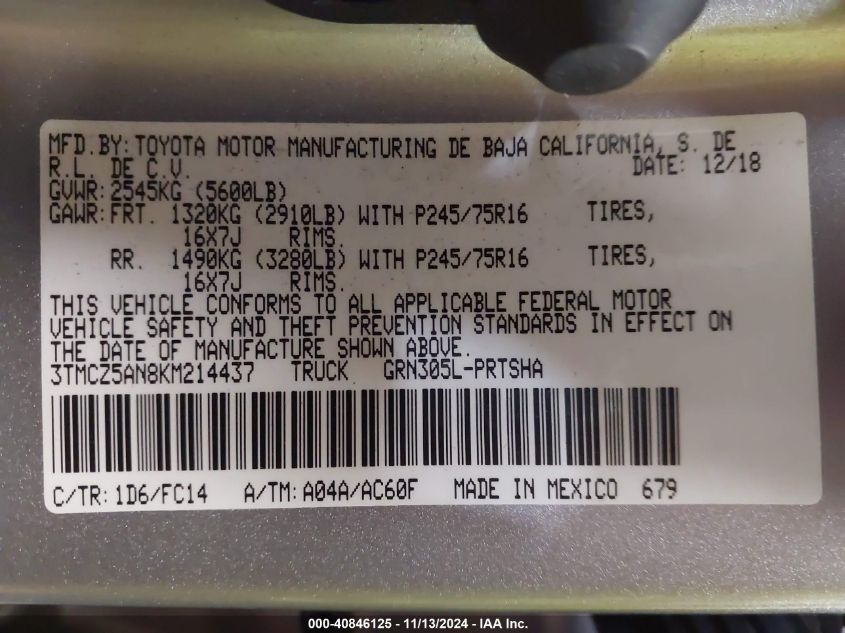 MFD.BY: TOYOTA MOTOR MANUFACTURING DE BAJA CALIFORNIA, S. DE
R.L. DE C.V. DATE: 12/18
GVWR: 2545KG (5600LB)
GAWR: FRT. 1320KG (2910LB) WITH P245/75R16 TIRES,
16X7J RIMS.
RR. 1490KG (3280LB) WITH P245/75R16 TIRES,
16X7J RIMS.
THIS VEHICLE CONFORMS TO ALL APPLICABLE FEDERAL MOTOR
VEHICLE SAFETY AND THEFT PREVENTION STANDARDS IN EFFECT ON
THE DATE OF MANUFACTURE SHOWN ABOVE.
3TMCZ5AN8KM214437 TRUCK GRN305L-PRTSHA
C/TR: 1D6/FC14 A/TM: A04A/AC60F MADE IN MEXICO 679
000-40846125 - 11/13/2024 - IAA Inc.